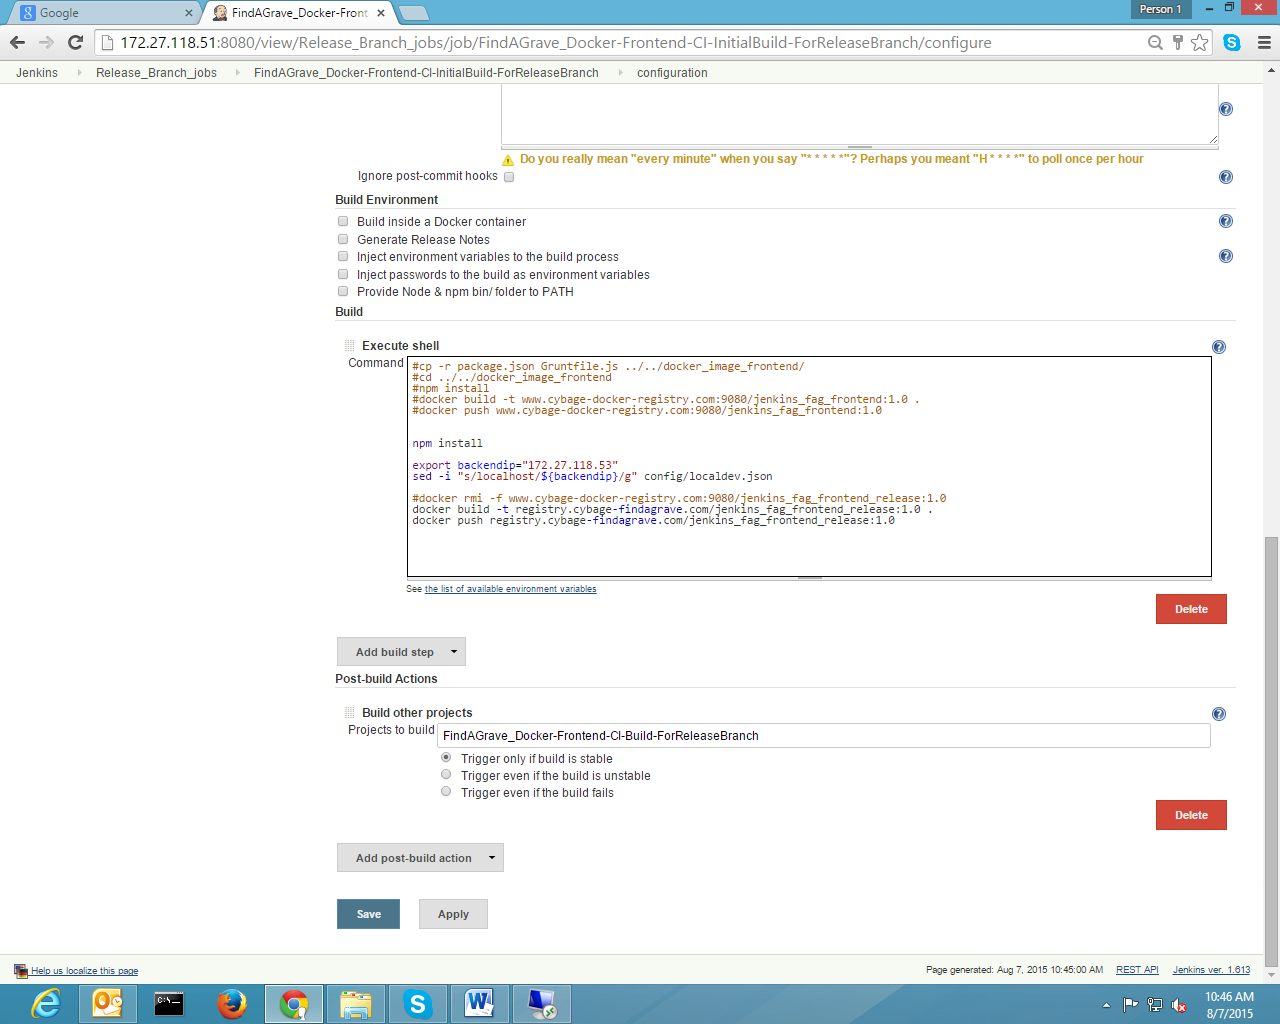 Google
FindAGrave_Docker-Front
Person 1
172.27.118.51:8080/view/Release_Branch_jobs/job/FindAGrave_Docker-Frontend-CI-InitialBuild-ForReleaseBranch/configure
Jenkins
Release_Branch_jobs
FindAGrave_Docker-Frontend-CI-InitialBuild-ForReleaseBranch
configuration
Do you really mean "every minute" when you say "* * * * *"? Perhaps you meant "H * * * *" to poll once per hour
Ignore post-commit hooks
Build Environment
Build inside a Docker container
Generate Release Notes
Inject environment variables to the build process
Inject passwords to the build as environment variables
Provide Node & npm bin/ folder to PATH
Build
Execute shell
Command
#cp -r package.json Gruntfile.js ../../docker_image_frontend/
#cd ../../docker_image_frontend
#npm install
#docker build -t www.cybage-docker-registry.com:9080/jenkins_fag_frontend:1.0 .
#docker push www.cybage-docker-registry.com:9080/jenkins_fag_frontend:1.0
npm install
export backendip="172.27.118.53"
sed -i "s/localhost/${backendip}/g" config/localdev.json
#docker rmi -f www.cybage-docker-registry.com:9080/jenkins_fag_frontend_release:1.0
docker build -t registry.cybage-findagrave.com/jenkins_fag_frontend_release:1.0 .
docker push registry.cybage-findagrave.com/jenkins_fag_frontend_release:1.0
See the list of available environment variables
Delete
Add build step
Post-build Actions
Build other projects
Projects to build
FindAGrave_Docker-Frontend-CI-Build-ForReleaseBranch
Trigger only if build is stable
Trigger even if the build is unstable
Trigger even if the build fails
Delete
Add post-build action
Save
Apply
Help us localize this page
Page generated: Aug 7, 2015 10:45:00 AM
REST API
Jenkins ver. 1.613
10:46 AM
8/7/2015